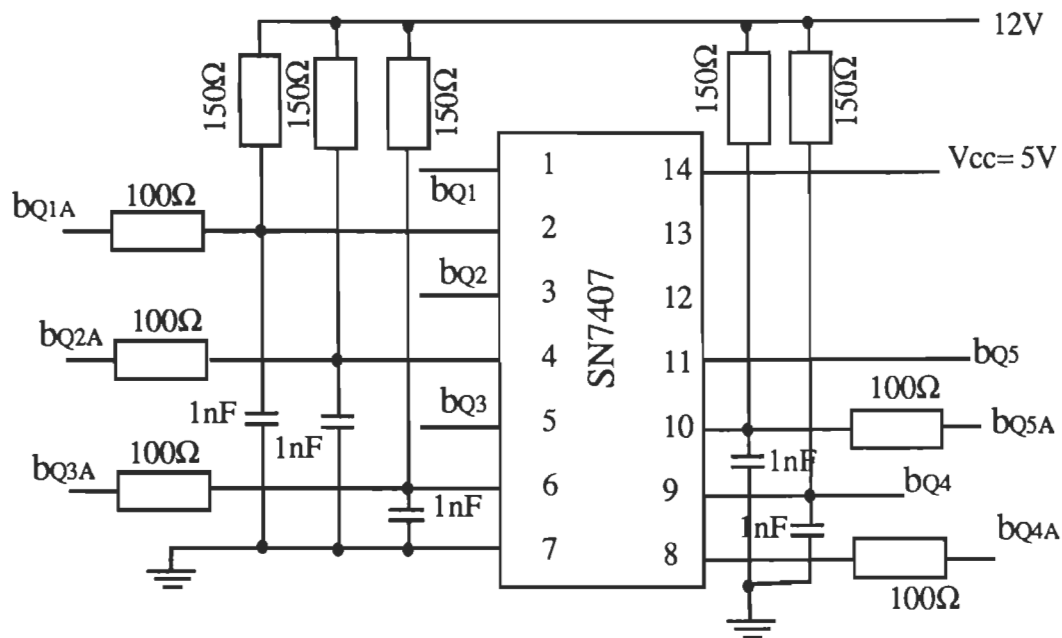 12V
150Ω
150Ω
150Ω
150Ω
150Ω
bQ1A
100Ω
bQ2A
100Ω
bQ3A
100Ω
1nF
1nF
1nF
bQ1
bQ2
bQ3
1
2
3
4
5
6
7
SN7407
14
13
12
11
10
9
8
Vcc= 5V
bQ5
100Ω
bQ5A
1nF
bQ4
1nF
bQ4A
100Ω